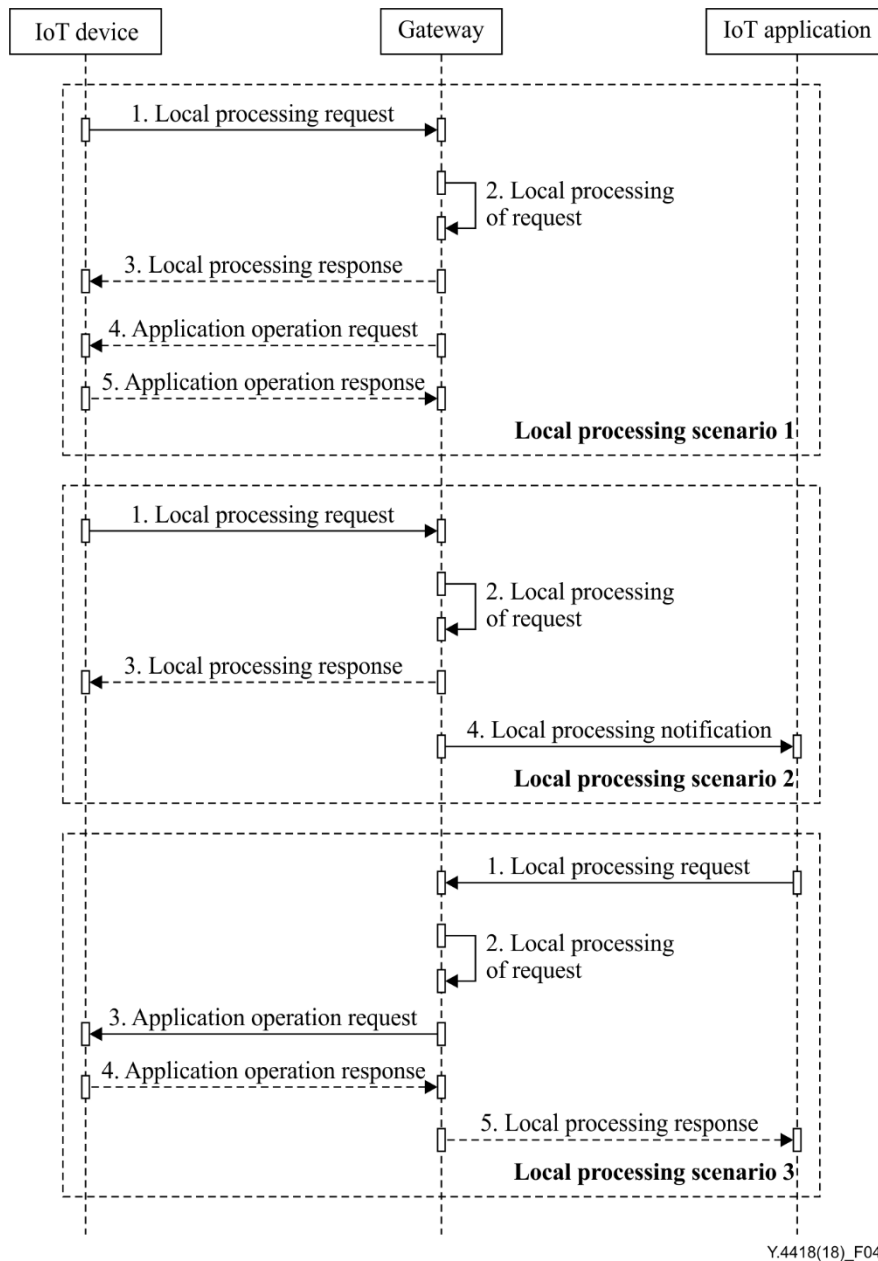 IoT device
Gateway
IoT application
1. Local processing request
2. Local processing
of request
3. Local processing response
4. Application operation request
5. Application operation response
Local processing scenario 1
1. Local processing request
2. Local processing
of request
3. Local processing response
4. Local processing notification
Local processing scenario 2
1. Local processing request
2. Local processing
of request
3. Application operation request
4. Application operation response
5. Local processing response
Local processing scenario 3
Y.4418(18)_F04